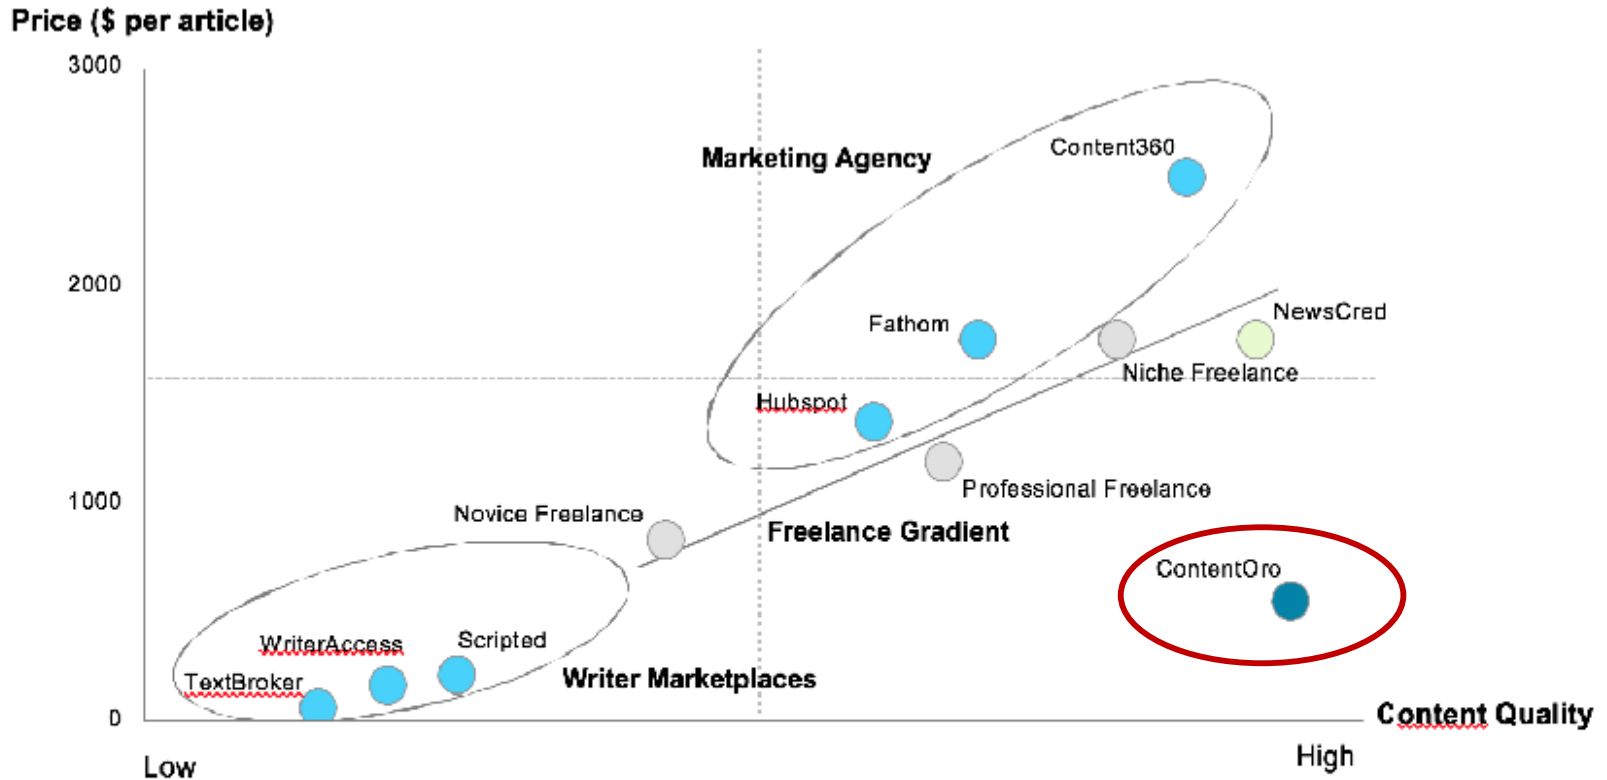 Price ($ per article)
3000
Marketing Agency
Content360
2000
Fathom
NewsCred
Niche Freelance
Hubspot
1000
Professional Freelance
Novice Freelance
Freelance Gradient
ContentOro
WriterAccess
Scripted
TextBroker
Writer Marketplaces
0
Content Quality
Low
High